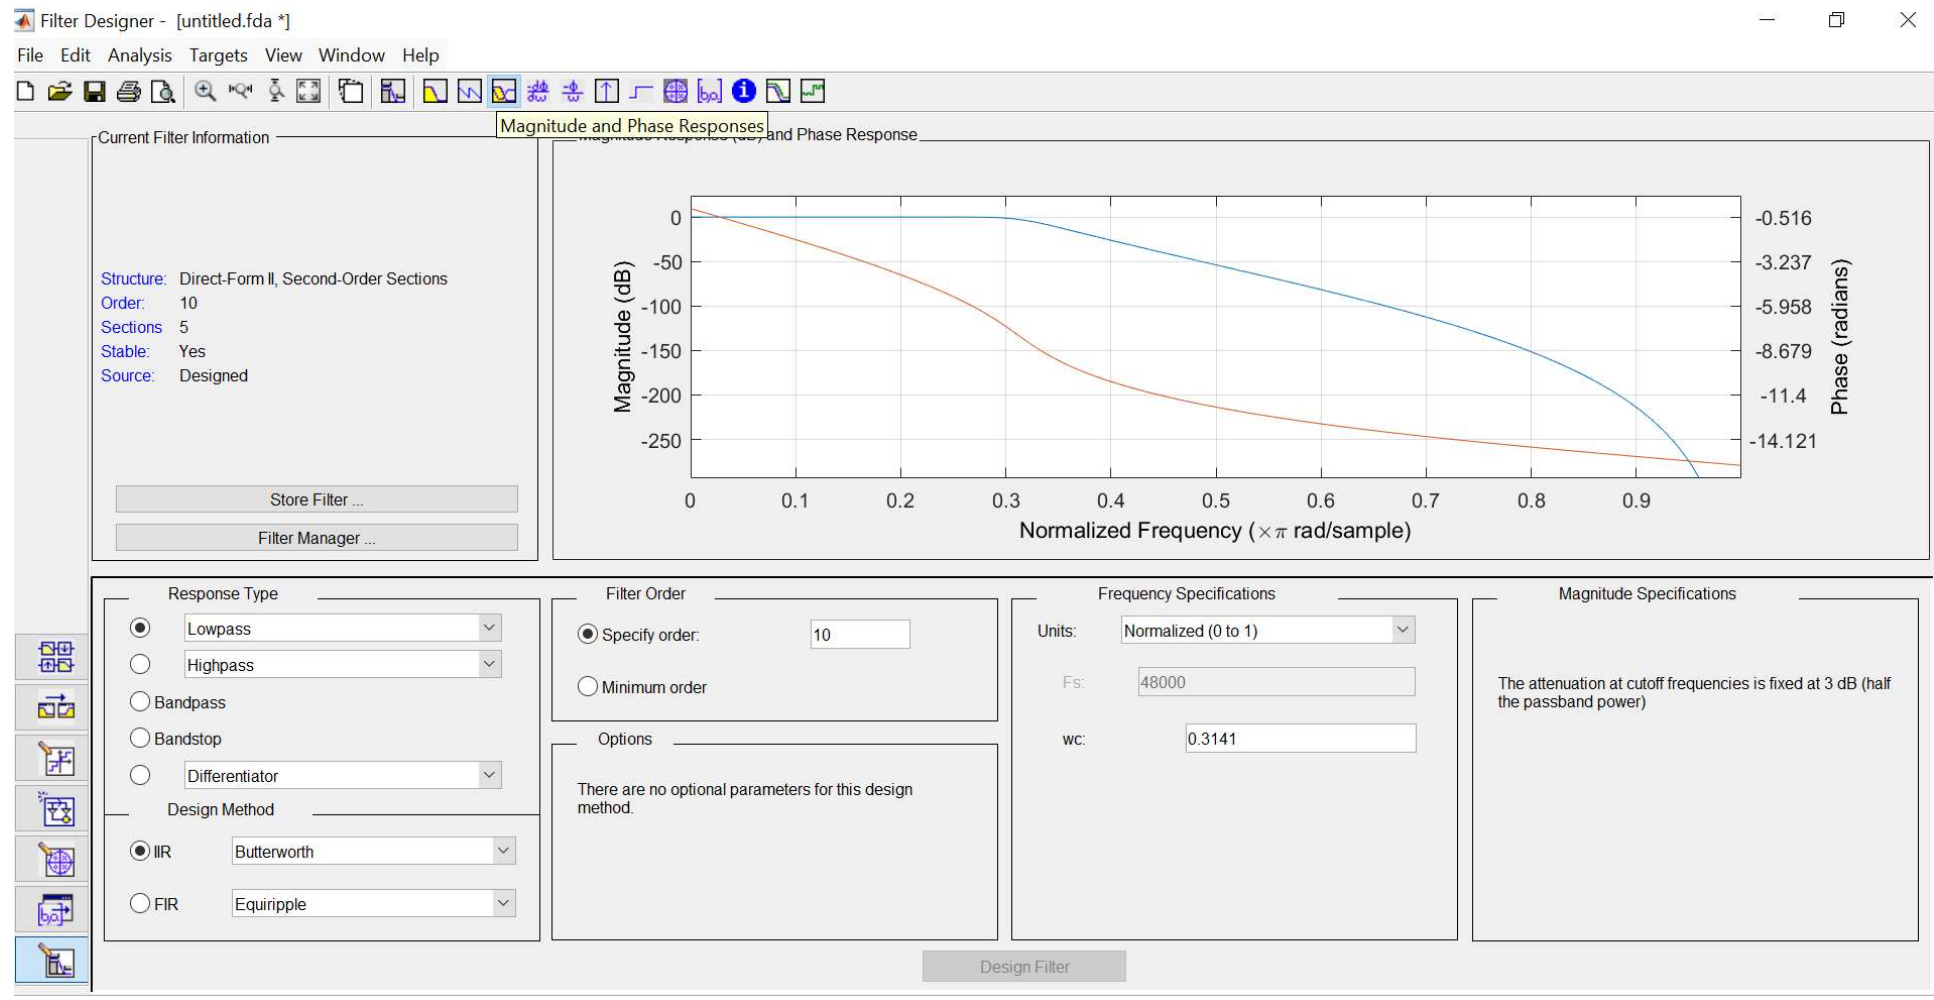 Filter Designer - [untitled.fda *]
File Edit Analysis Targets View Window Help
Magnitude and Phase Responses
Current Filter Information
and Phase Response
Structure: Direct-Form II, Second-Order Sections
Order: 10
Sections 5
Stable: Yes
Source: Designed
Store Filter ...
Filter Manager ...
Magnitude (dB)
0
-50
-100
-150
-200
-250
-0.516
-3.237
-5.958
-8.679
-11.4
-14.121
Phase (radians)
0 0.1 0.2 0.3 0.4 0.5 0.6 0.7 0.8 0.9
Normalized Frequency (×π rad/sample)
Response Type
Lowpass
Highpass
Bandpass
Bandstop
Differentiator
Design Method
IIR Butterworth
FIR Equiripple
Filter Order
Specify order: 10
Minimum order
Options
There are no optional parameters for this design
method.
Frequency Specifications
Units: Normalized (0 to 1)
Fs: 48000
wc: 0.3141
Magnitude Specifications
The attenuation at cutoff frequencies is fixed at 3 dB (half
the passband power)
Design Filter